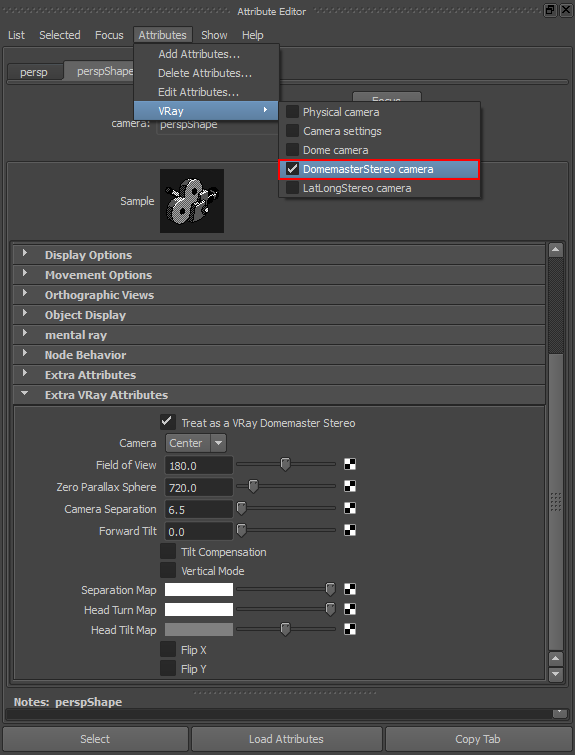 Attribute Editor
List Selected Focus Attributes Show Help
Add Attributes...
persp perspShape Delete Attributes...
Edit Attributes...
VRay
camera: perspShape
Physical camera
Camera settings
Dome camera
DomemasterStereo camera
LatLongStereo camera
Sample
Display Options
Movement Options
Orthographic Views
Object Display
mental ray
Node Behavior
Extra Attributes
Extra VRay Attributes
Treat as a VRay Domemaster Stereo
Camera Center
Field of View 180.0
Zero Parallax Sphere 720.0
Camera Separation 6.5
Forward Tilt 0.0
Tilt Compensation
Vertical Mode
Separation Map
Head Turn Map
Head Tilt Map
Flip X
Flip Y
Notes: perspShape
Select Load Attributes Copy Tab